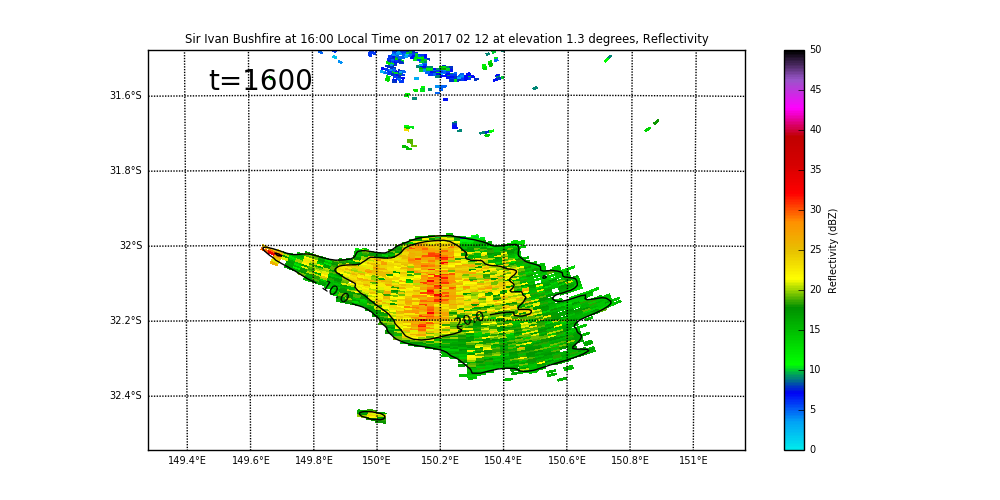 Sir Ivan Bushfire at 16:00 Local Time on 2017 02 12 at elevation 1.3 degrees, Reflectivity
t=1600
31.6°S
31.8°S
32°S
32.2°S
32.4°S
10.0
20.0
149.4°E 149.6°E 149.8°E 150°E 150.2°E 150.4°E 150.6°E 150.8°E 151°E
50
45
40
35
30
25
20
15
10
5
0
Reflectivity (dBZ)